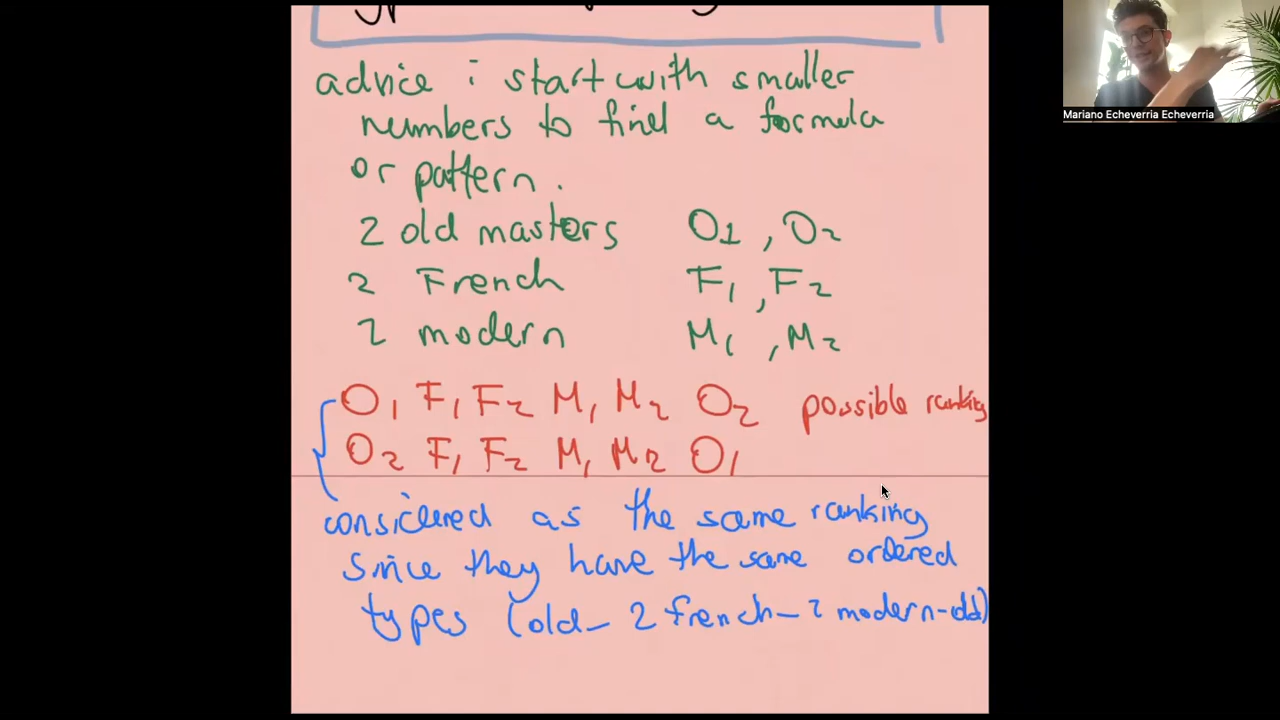 advice : start with smaller
numbers to find a formula
or pattern.
2 old masters O1 , O2
2 French F1 , F2
2 modern M1 , M2
O1 F1 F2 M1 M2 O2 possible ranking
O2 F1 F2 M1 M2 O1
considered as the same ranking
since they have the same ordered
types (old- 2 french- 2 modern-old)
Mariano Echeverria Echeverria